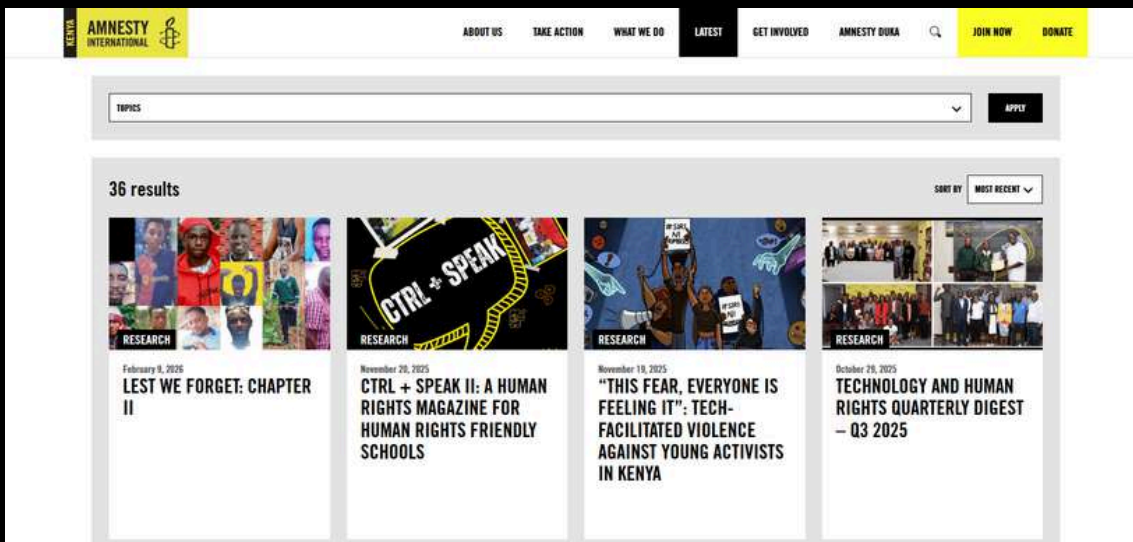 KENYA
AMNESTY
INTERNATIONAL
ABOUT US
TAKE ACTION
WHAT WE DO
LATEST
GET INVOLVED
AMNESTY DUKA
JOIN NOW
DONATE
TOPICS
APPLY
36 results
SORT BY
MOST RECENT
RESEARCH
February 9, 2026
LEST WE FORGET: CHAPTER
II
CTRL + SPEAK
RESEARCH
November 20, 2025
CTRL + SPEAK II: A HUMAN
RIGHTS MAGAZINE FOR
HUMAN RIGHTS FRIENDLY
SCHOOLS
RESEARCH
November 19, 2025
“THIS FEAR, EVERYONE IS
FEELING IT”: TECH-
FACILITATED VIOLENCE
AGAINST YOUNG ACTIVISTS
IN KENYA
RESEARCH
October 29, 2025
TECHNOLOGY AND HUMAN
RIGHTS QUARTERLY DIGEST
– Q3 2025